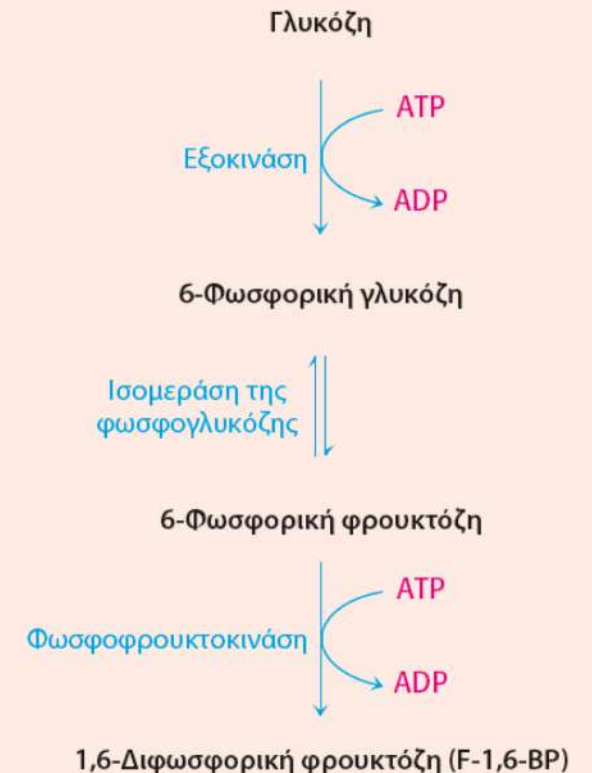 Γλυκόζη
ATP
Εξοκινάση
ADP
6-Φωσφορική γλυκόζη
Ισομεράση της
φωσφογλυκόζης
6-Φωσφορική φρουκτόζη
ATP
Φωσφοφρουκτοκινάση
ADP
1,6-Διφωσφορική φρουκτόζη (F-1,6-BP)